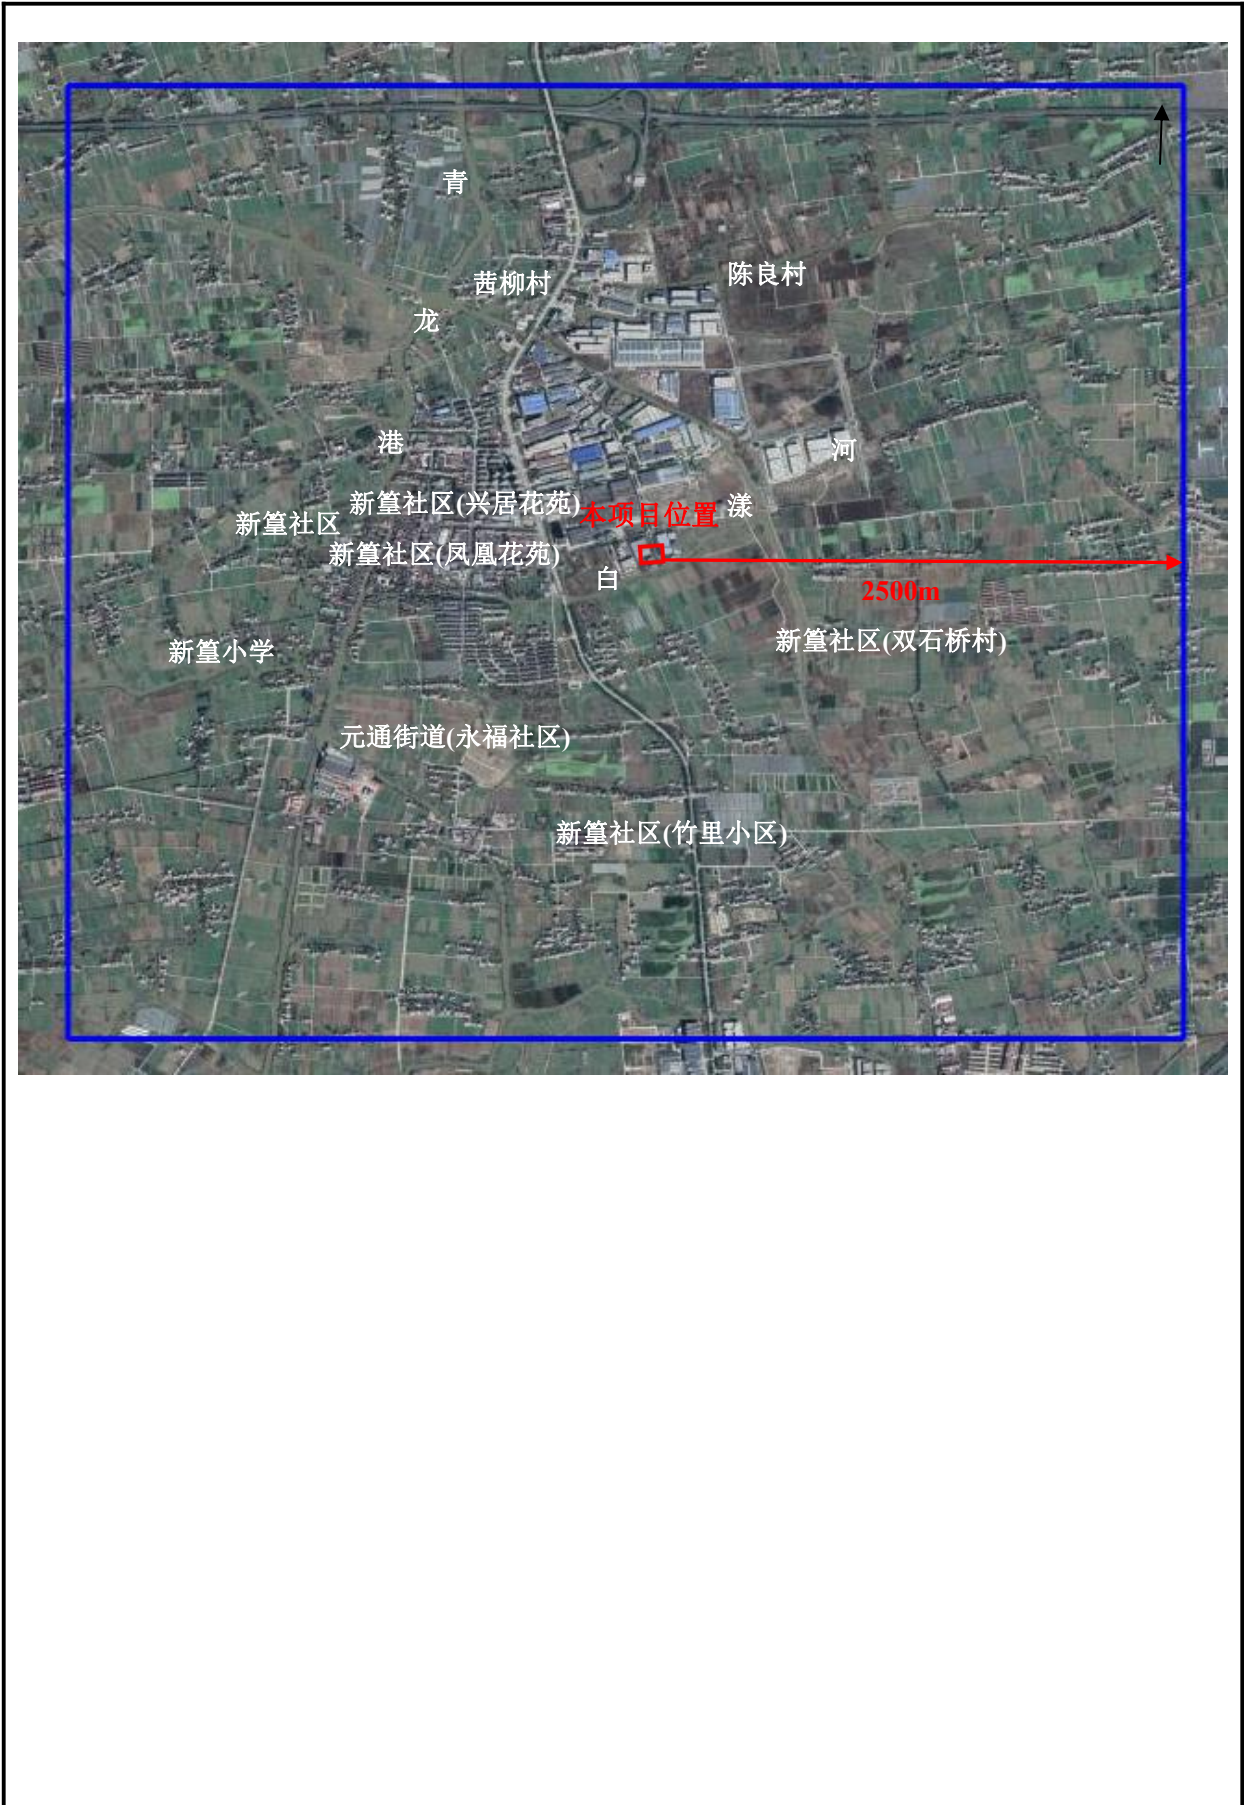 青
茜柳村
陈良村
龙
港
河
新篁社区(兴居花苑)
本项目位置
漾
新篁社区
新篁社区(凤凰花苑)
白
2500m
新篁社区(双石桥村)
新篁小学
元通街道(永福社区)
新篁社区(竹里小区)